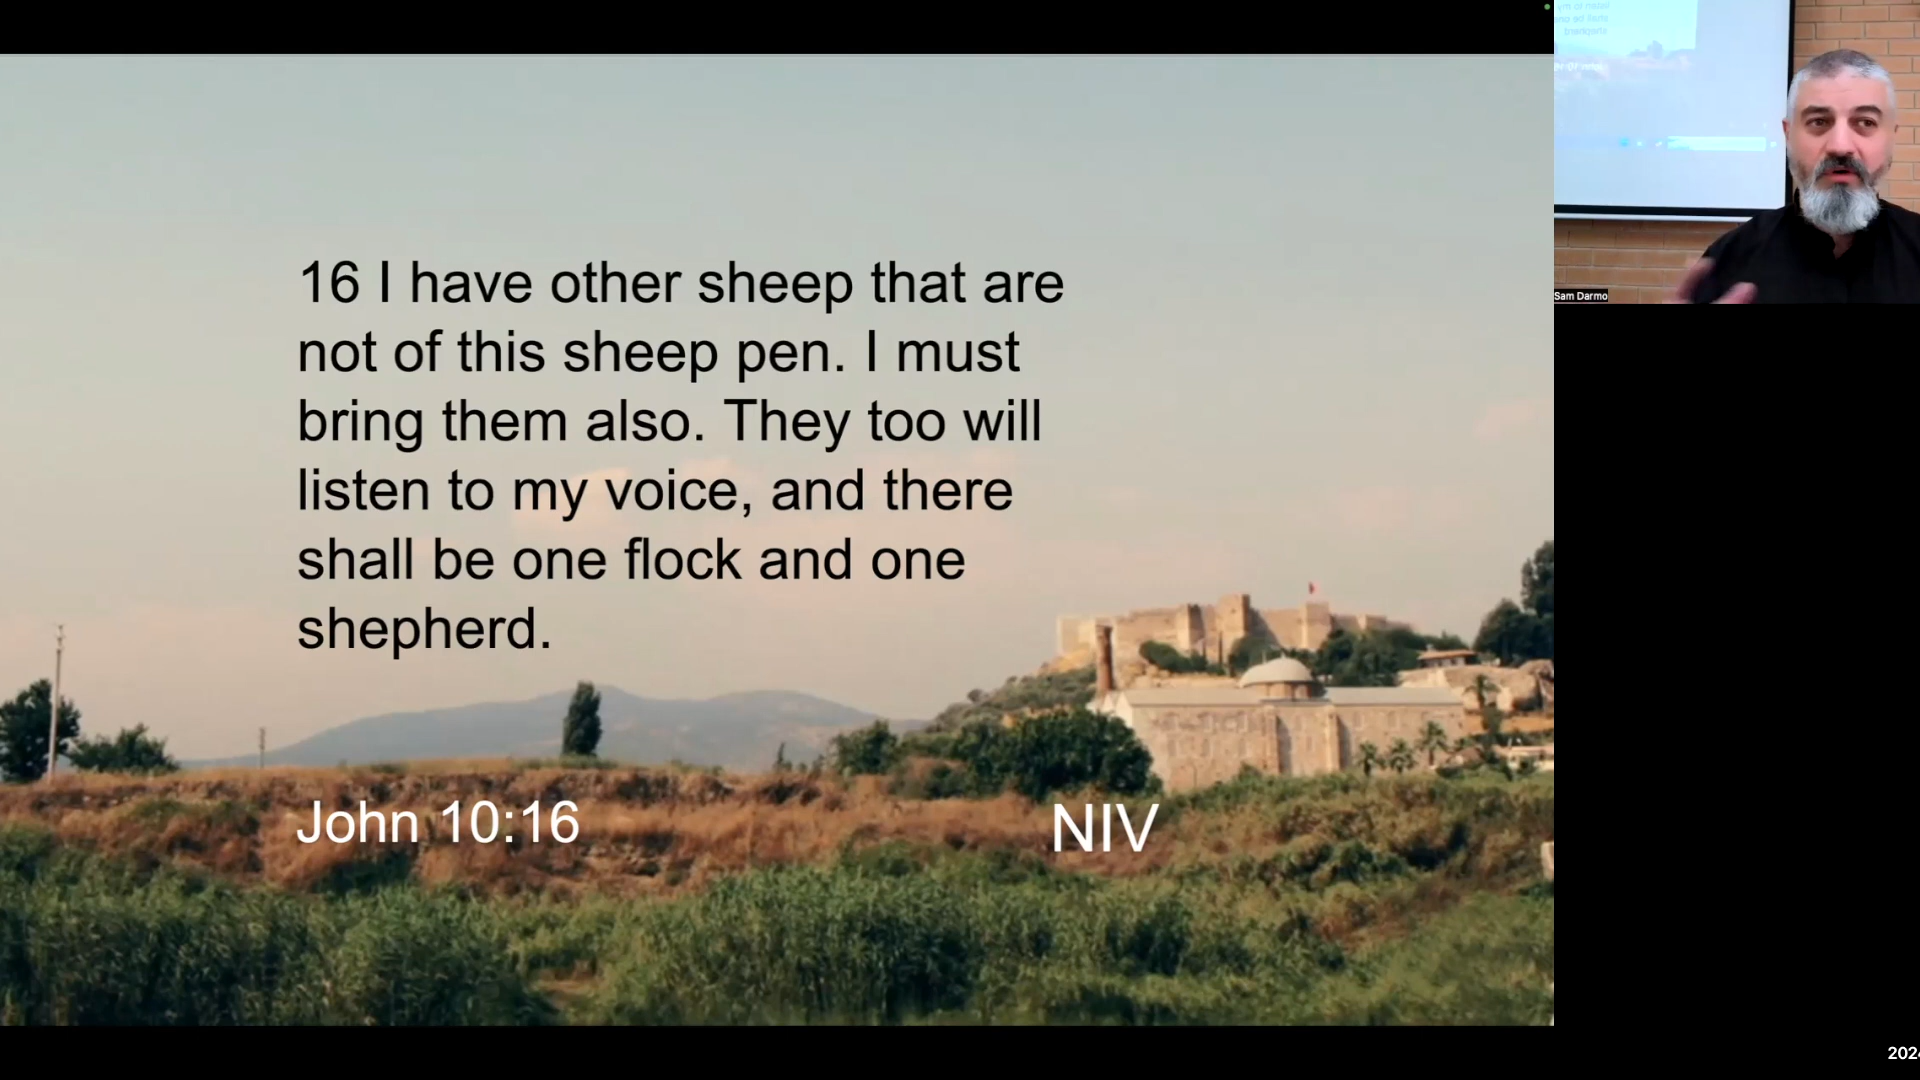 16 I have other sheep that are
not of this sheep pen. I must
bring them also. They too will
listen to my voice, and there
shall be one flock and one
shepherd.
John 10:16
NIV
Sam Darmo